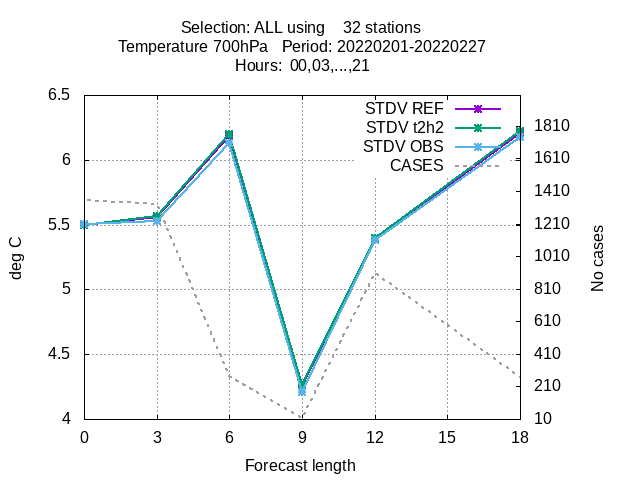 Selection: ALL using    32 stations
Temperature 700hPa   Period: 20220201-20220227
Hours:  00,03,...,21
STDV REF
STDV t2h2
STDV OBS
CASES
6.5
6
5.5
5
4.5
4
deg C
1810
1610
1410
1210
1010
810
610
410
210
10
No cases
0 3 6 9 12 15 18
Forecast length